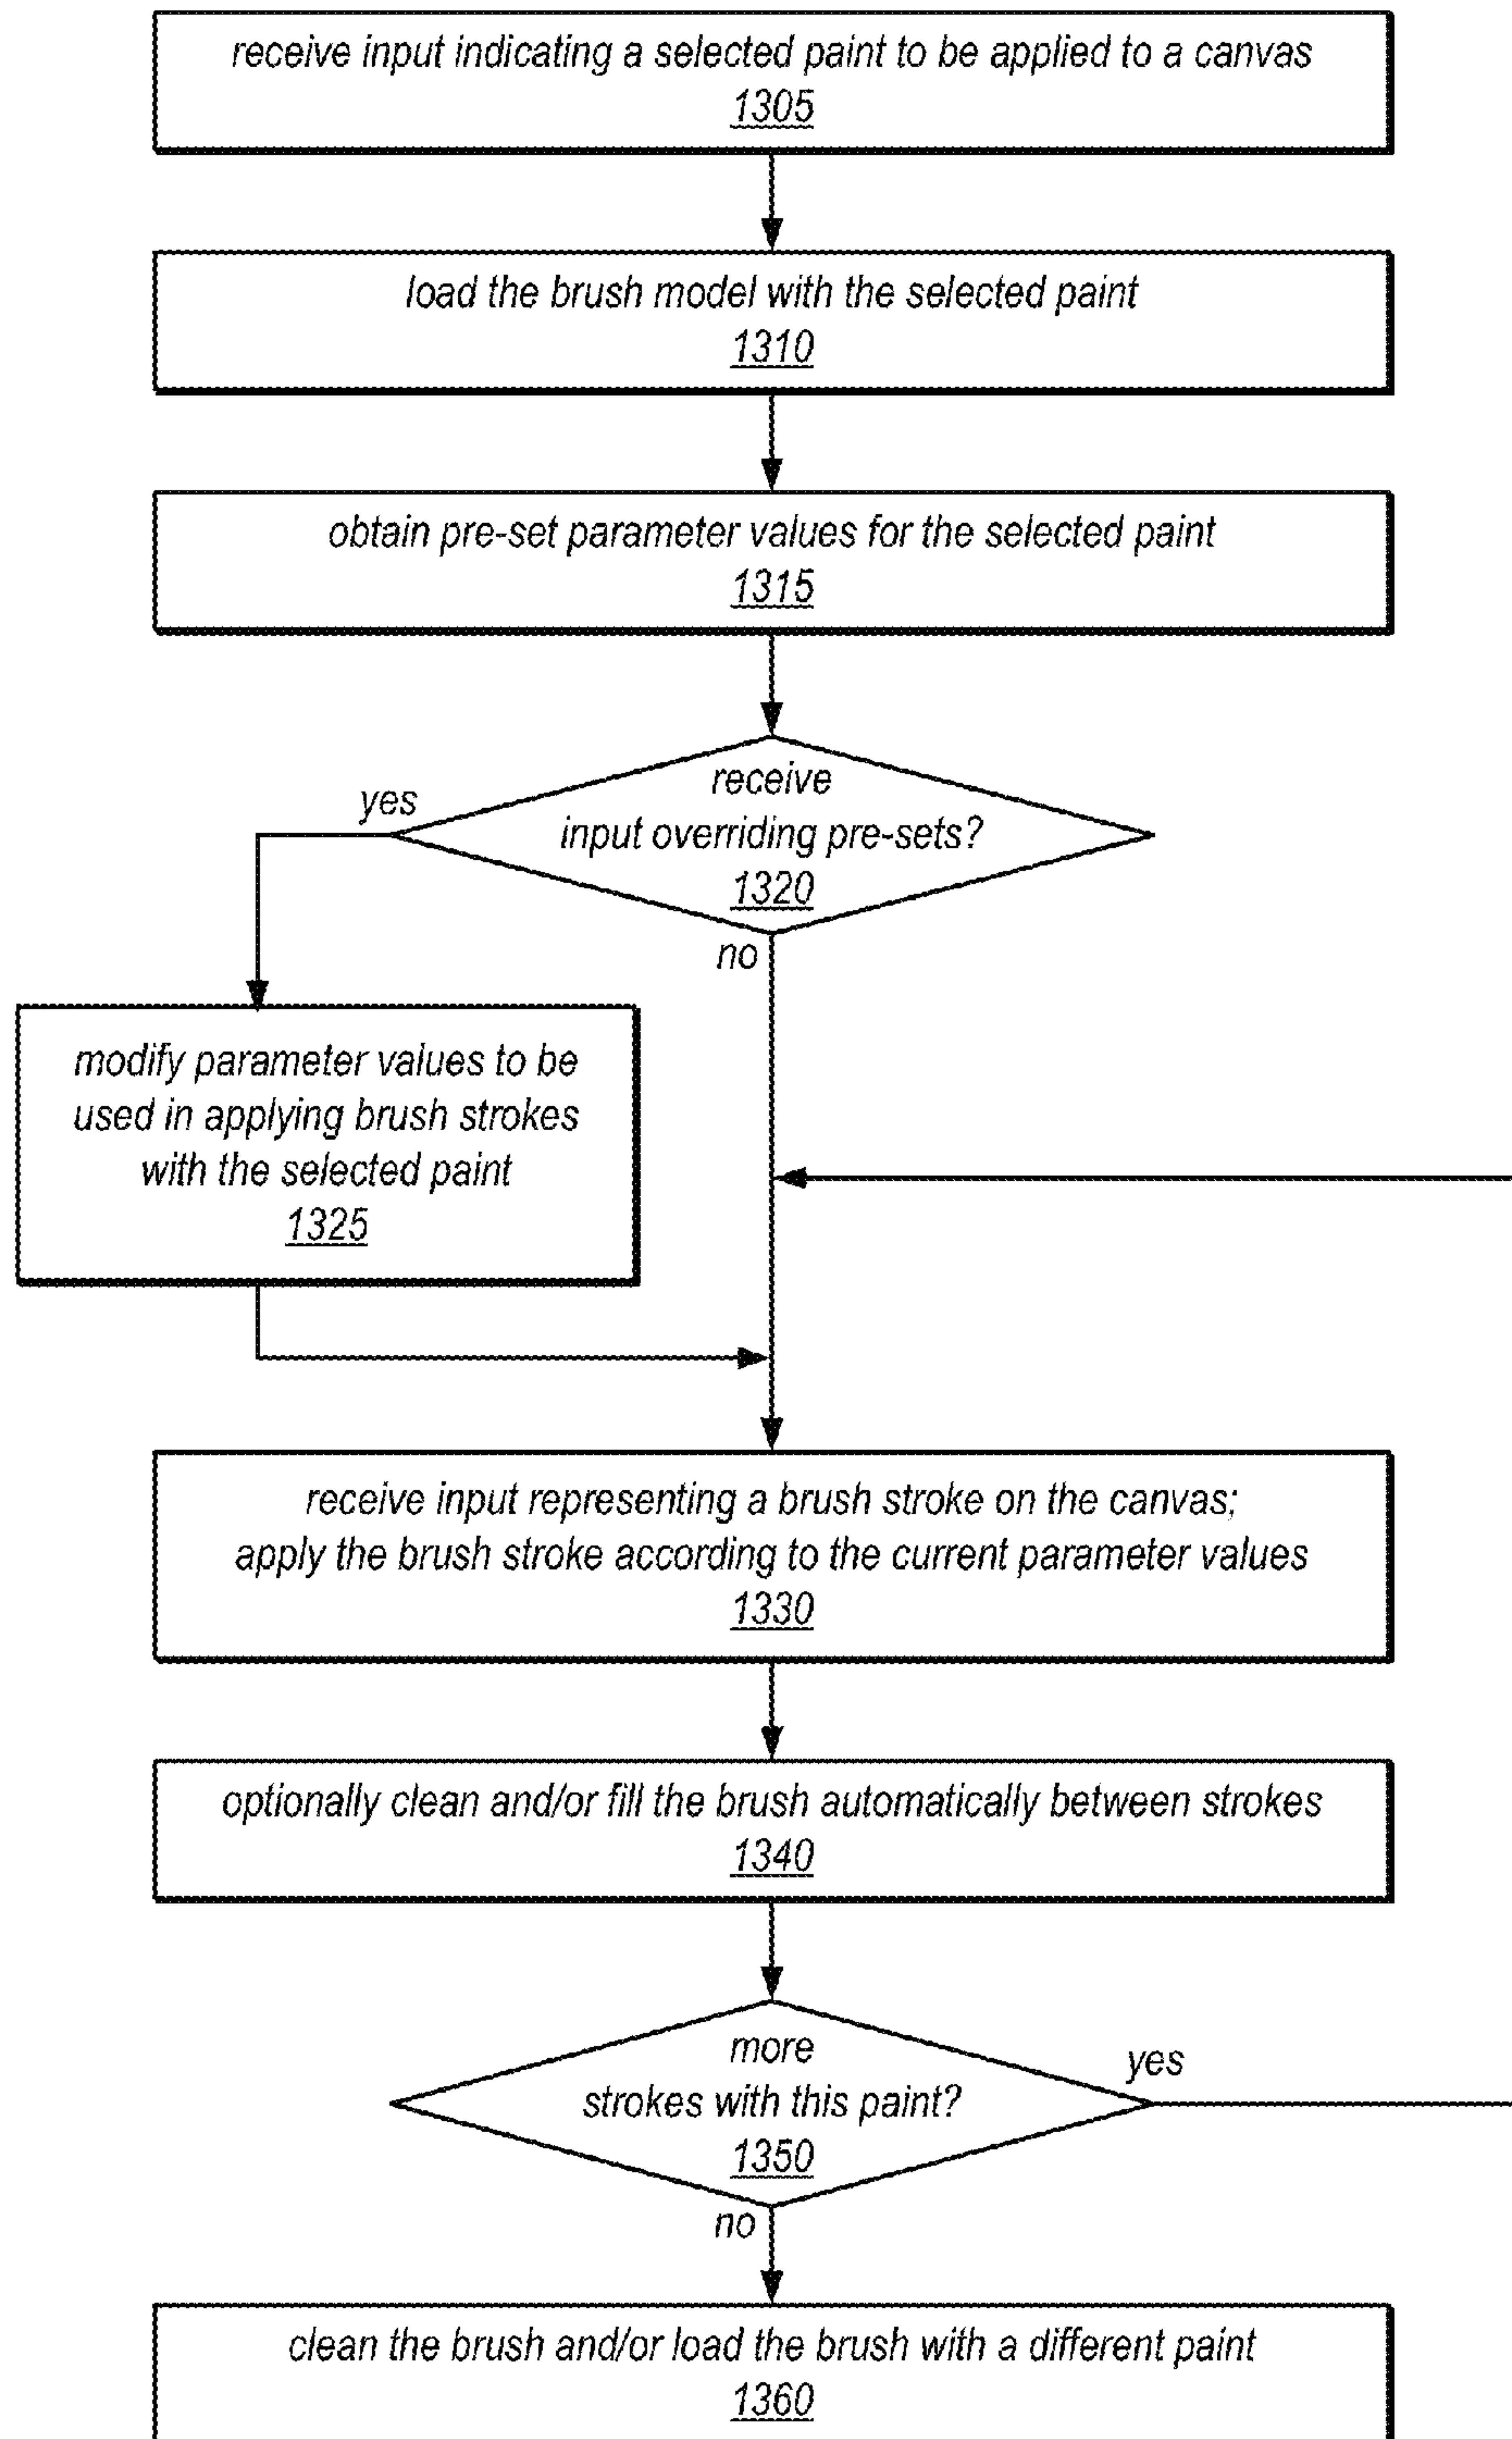 receive input indicating a selected paint to be applied to a canvas
1305
load the brush model with the selected paint
1310
obtain pre-set parameter values for the selected paint
1315
receive
input overriding pre-sets?
1320
yes
no
modify parameter values to be
used in applying brush strokes
with the selected paint
1325
receive input representing a brush stroke on the canvas;
apply the brush stroke according to the current parameter values
1330
optionally clean and/or fill the brush automatically between strokes
1340
more
strokes with this paint?
1350
yes
no
clean the brush and/or load the brush with a different paint
1360